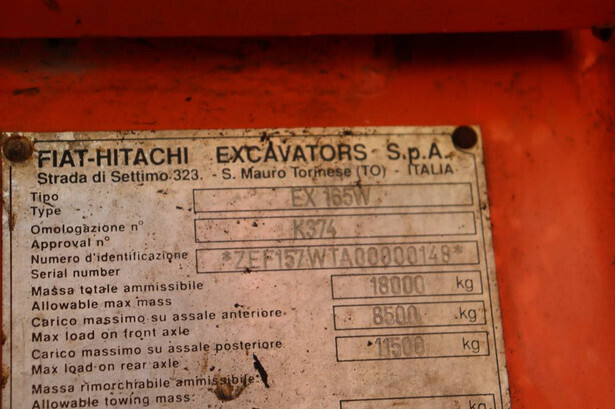 FIAT-HITACHI EXCAVATORS S.p.A.
Strada di Settimo 323. - S. Mauro Torinese (TO) - ITALIA
Tipo
Type
EX 165W
Omologazione n°
Approval n°
K374
Numero d'identificazione
Serial number
*ZEF157WTA00000148*
Massa totale ammissibile
Allowable max mass
18000 kg
Carico massimo su assale anteriore
Max load on front axle
8500 kg
Carico massimo su assale posteriore
Max load on rear axle
11500 kg
Massa rimorchiabile ammissibile:
Allowable towing mass:
kg